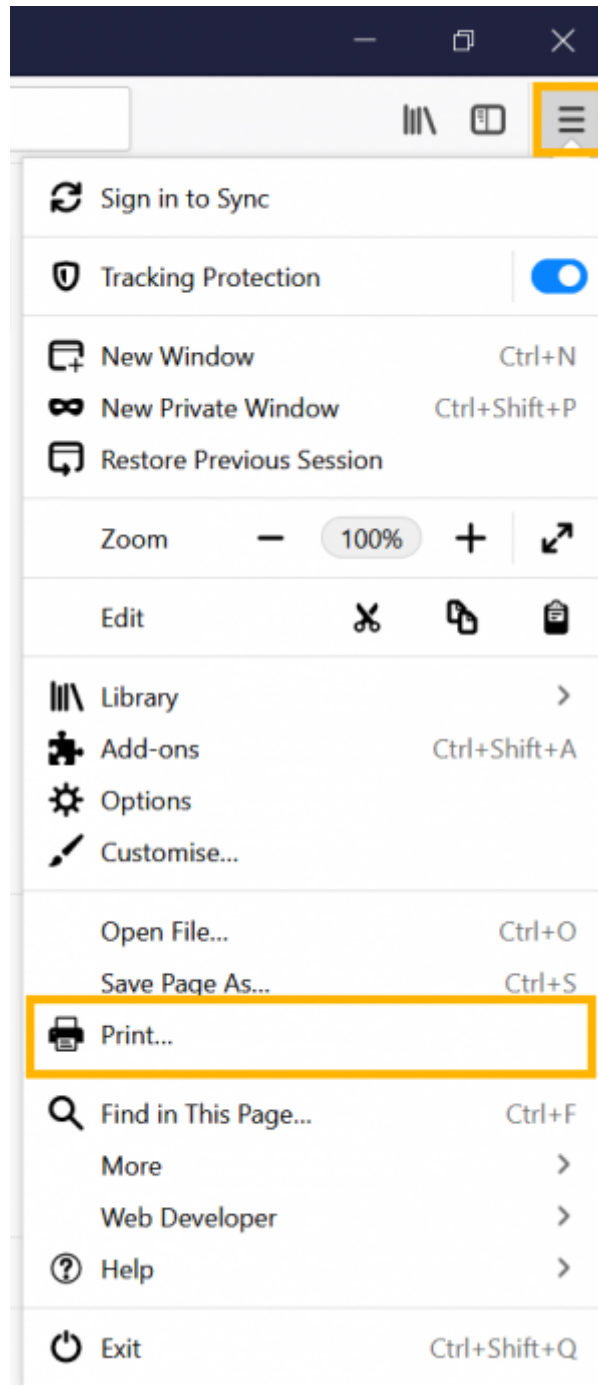 Sign in to Sync
Tracking Protection
New Window Ctrl+N
New Private Window Ctrl+Shift+P
Restore Previous Session
Zoom 100%
Edit
Library
Add-ons Ctrl+Shift+A
Options
Customise...
Open File... Ctrl+O
Save Page As... Ctrl+S
Print...
Find in This Page... Ctrl+F
More
Web Developer
Help
Exit Ctrl+Shift+Q